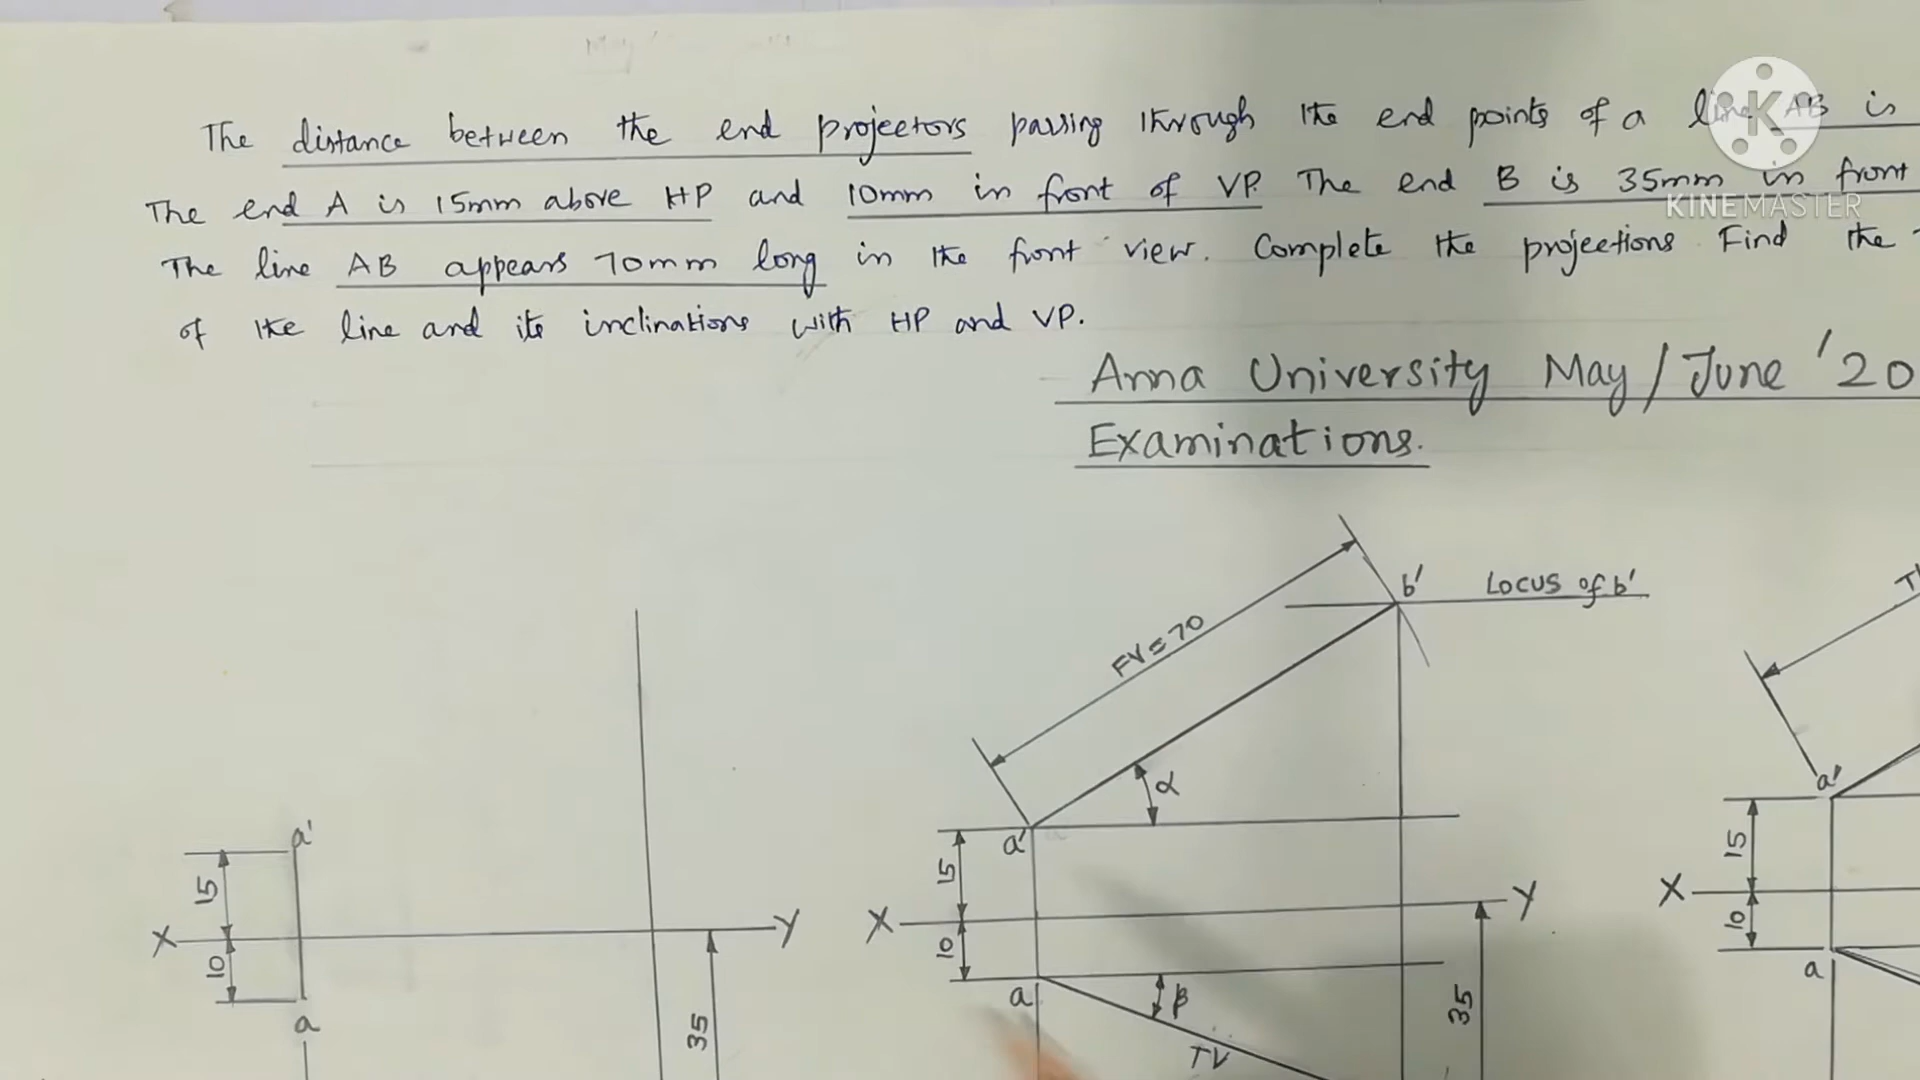 The distance between the end projectors passing through the end points of a line AB is
The end A is 15mm above HP and 10mm in front of VP. The end B is 35mm in front
The line AB appears 70mm long in the front view. Complete the projections Find the
of the line and its inclinations with HP and VP.
Anna University May/June '20
Examinations.
K
KINEMASTER
b' Locus of b'
FV=70
α
a'
15
X Y
10
a
35
a'
15
X Y
10
a
β
TV
35
a'
15
X
10
a